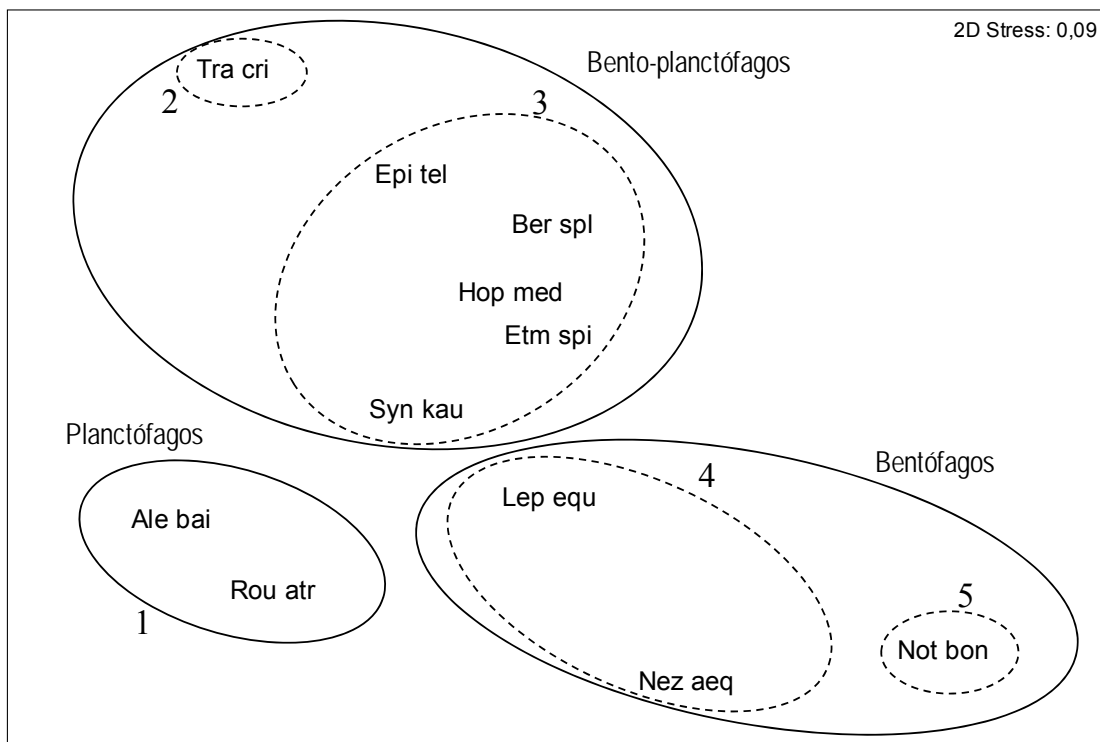 2D Stress: 0,09
Bento-planctófagos
Tra cri
2
3
Epi tel
Ber spl
Hop med
Etm spi
Syn kau
Planctófagos
Ale bai
Rou atr
1
Bentófagos
4
Lep equ
5
Not bon
Nez aeq